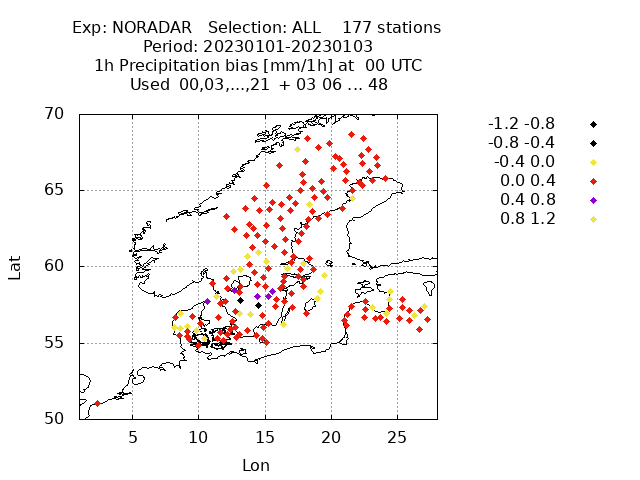 Exp: NORADAR Selection: ALL 177 stations
Period: 20230101-20230103
1h Precipitation bias [mm/1h] at 00 UTC
Used 00,03,...,21 + 03 06 ... 48
-1.2 -0.8
-0.8 -0.4
-0.4 0.0
0.0 0.4
0.4 0.8
0.8 1.2
70
65
60
55
50
Lat
5 10 15 20 25
Lon